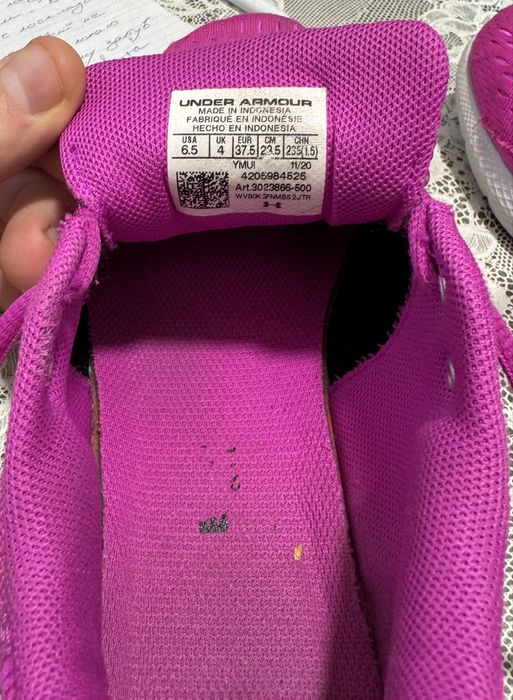 UNDER ARMOUR
MADE IN INDONESIA
FABRIQUÉ EN INDONÉSIE
HECHO EN INDONESIA
USA UK EUR CM CHN
6.5 4 37.5 23.5 235(1.5)
YMU! 11/20
4205984525
Art.3023866-500